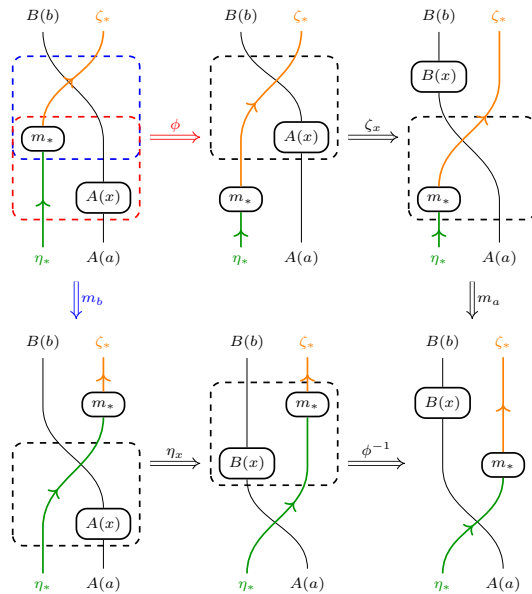 B(b) ζ* B(b) ζ* B(b) ζ*
B(x)
m* ϕ A(x) ζx
A(x) m* m*
η* A(a) η* A(a) η* A(a)
mb ma
B(b) ζ* B(b) ζ* B(b) ζ*
m* m* B(x)
ηx B(x) ϕ⁻¹ m*
A(x)
η* A(a) η* A(a) η* A(a)